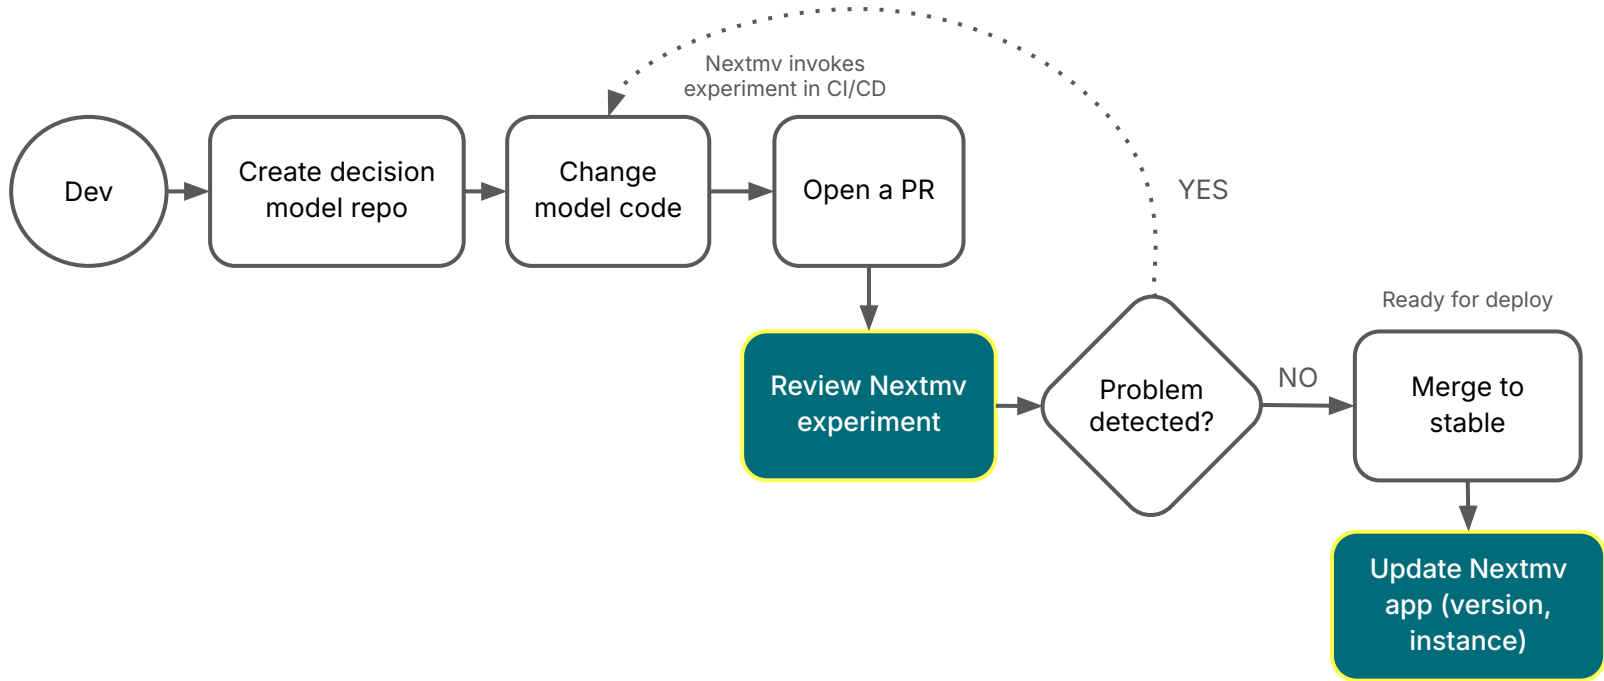 Nextmv invokes
experiment in CI/CD
Dev
Create decision
model repo
Change
model code
Open a PR
YES
Review Nextmv
experiment
Problem
detected?
NO
Ready for deploy
Merge to
stable
Update Nextmv
app (version,
instance)